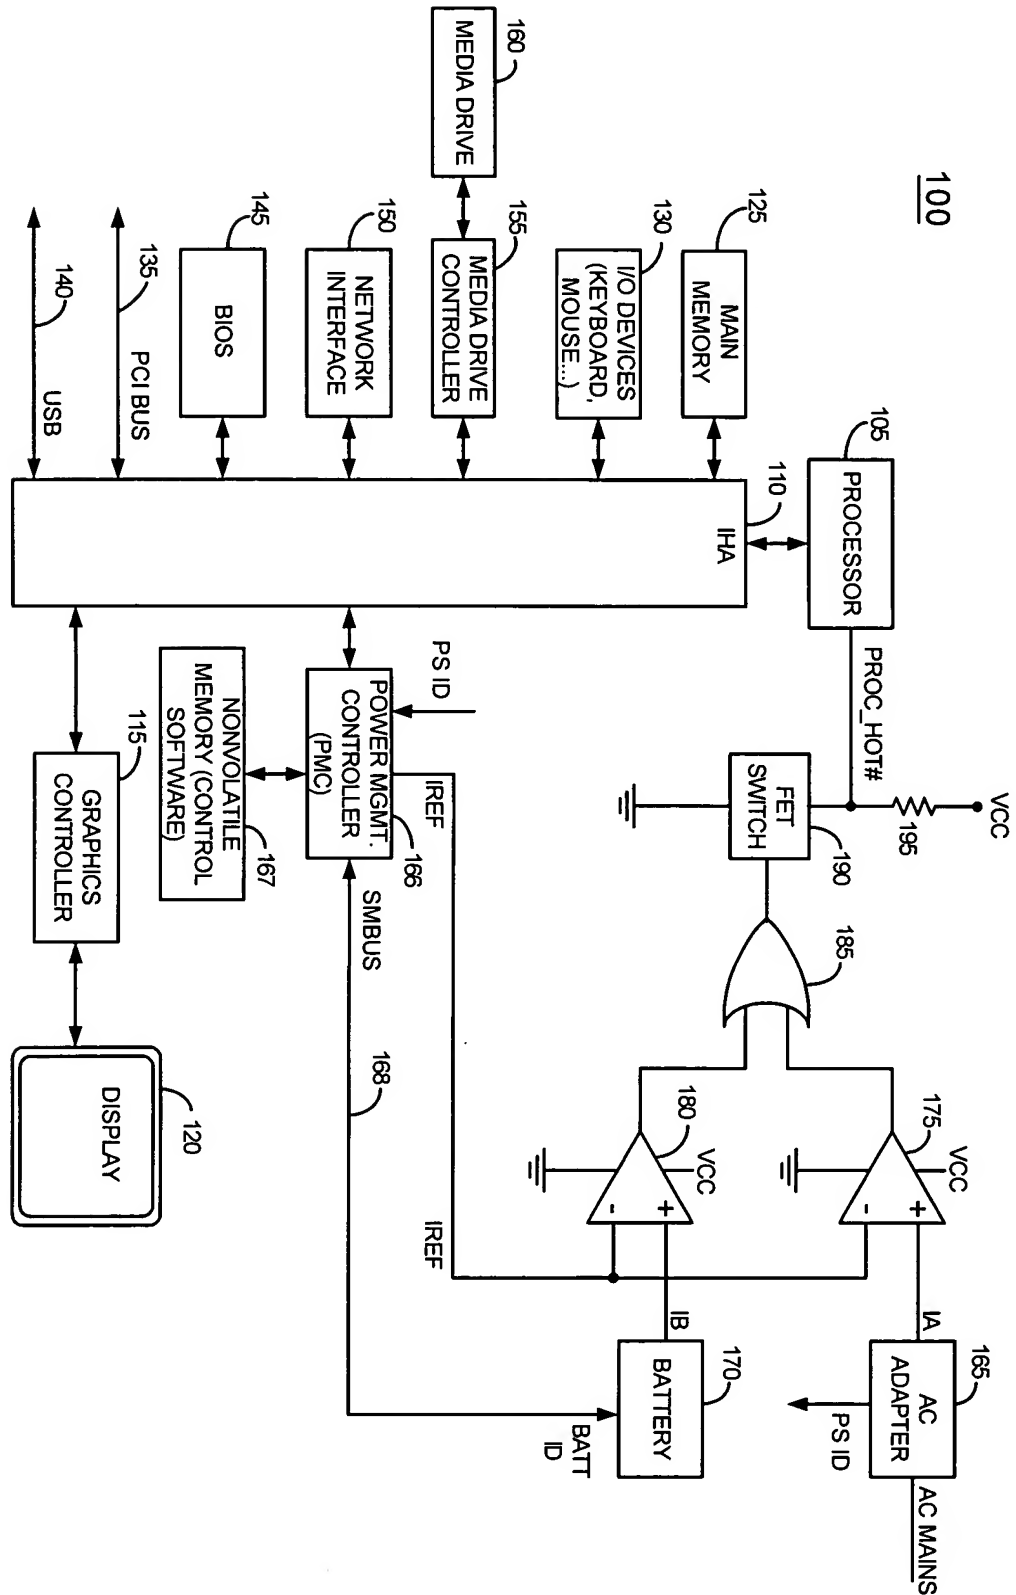 100
VCC
195
105
PROCESSOR
PROC_HOT#
FET
SWITCH
190
185
175
VCC
+
-
IA
165
AC
ADAPTER
AC MAINS
PS ID
180
VCC
+
-
IB
170
BATTERY
BATT
ID
125
MAIN
MEMORY
110
IHA
130
I/O DEVICES
(KEYBOARD,
MOUSE...)
160
MEDIA DRIVE
155
MEDIA DRIVE
CONTROLLER
PS ID
IREF
IREF
150
NETWORK
INTERFACE
POWER MGMT.
CONTROLLER
(PMC)
166
SMBUS
168
145
BIOS
NONVOLATILE
MEMORY (CONTROL
SOFTWARE)
167
135
PCI BUS
140
USB
115
GRAPHICS
CONTROLLER
120
DISPLAY